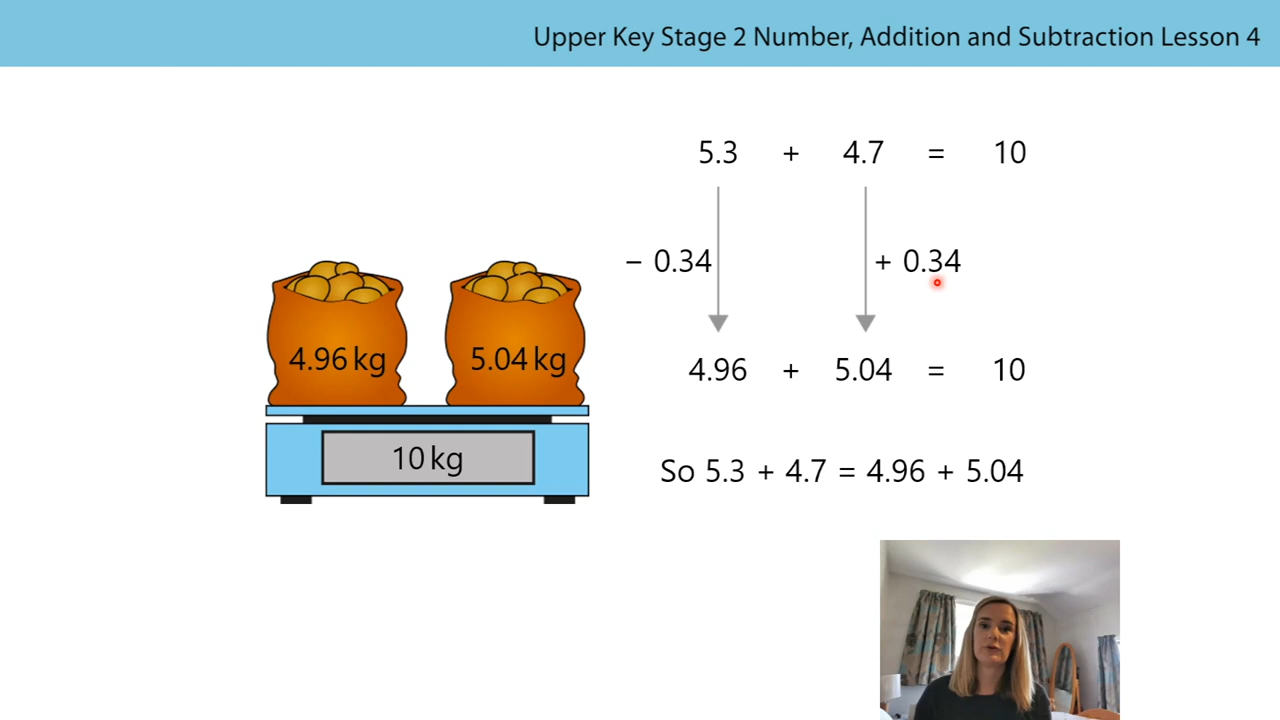 Upper Key Stage 2 Number, Addition and Subtraction Lesson 4
5.3 + 4.7 = 10
− 0.34 + 0.34
4.96 kg 5.04 kg
4.96 + 5.04 = 10
10 kg
So 5.3 + 4.7 = 4.96 + 5.04